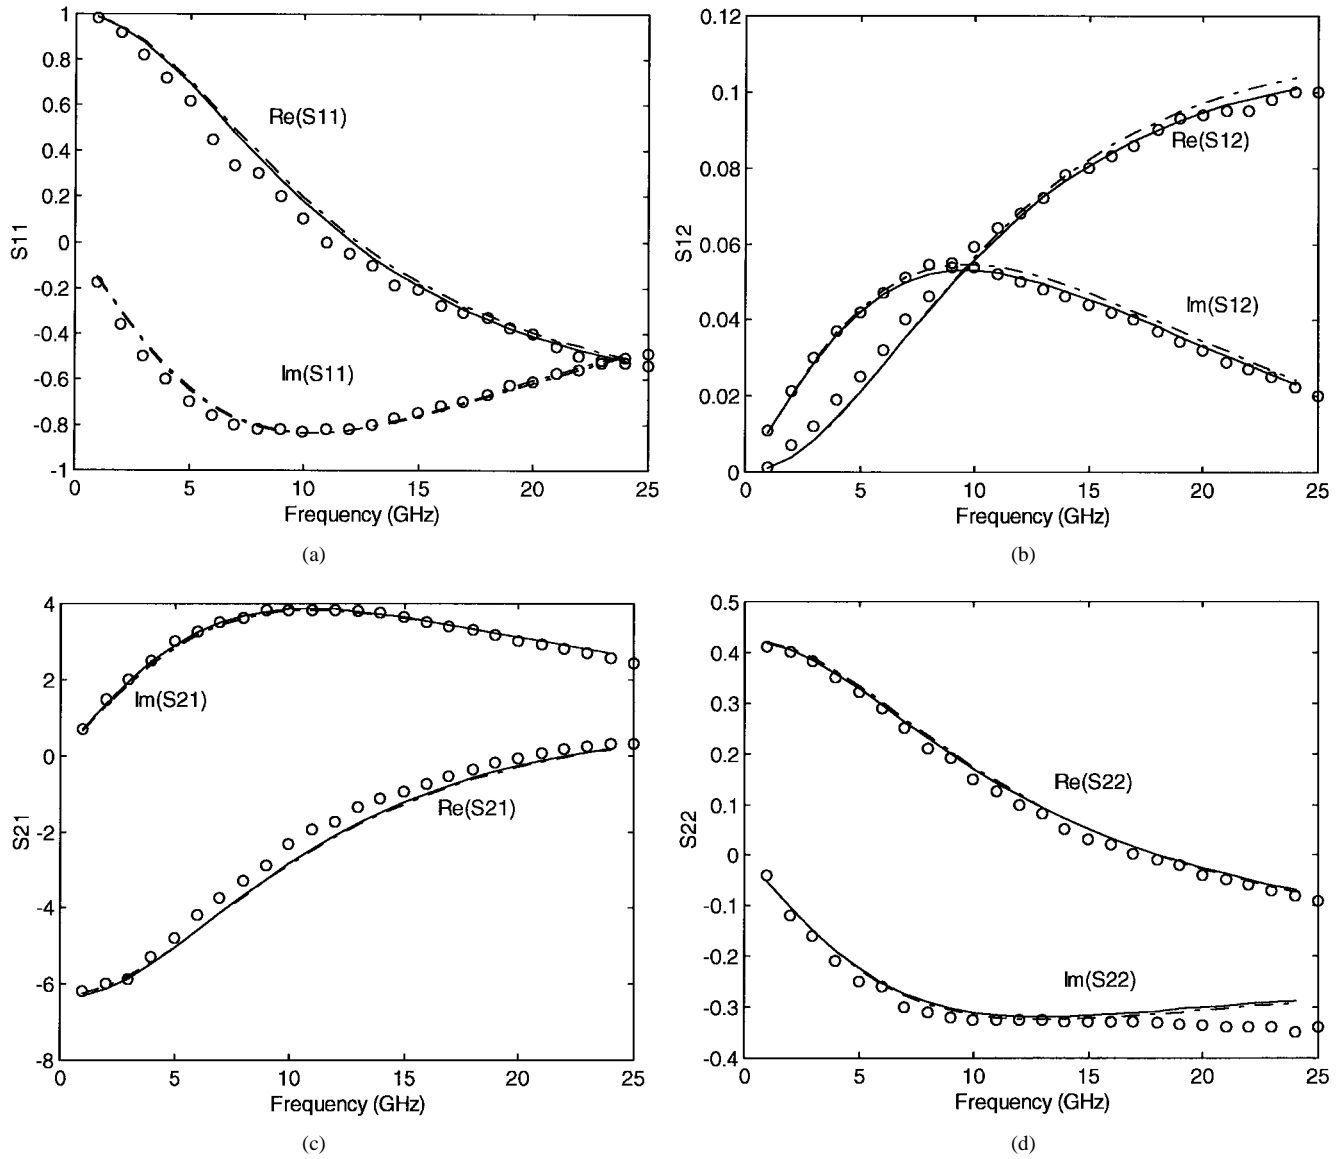 1
0.8
0.6
0.4
0.2
0
-0.2
-0.4
-0.6
-0.8
-1
S11
Re(S11)
Im(S11)
0
5
10
15
20
25
Frequency (GHz)
(a)
0.12
0.1
0.08
0.06
0.04
0.02
0
S12
Re(S12)
Im(S12)
0
5
10
15
20
25
Frequency (GHz)
(b)
4
2
0
-2
-4
-6
-8
S21
Im(S21)
Re(S21)
0
5
10
15
20
25
Frequency (GHz)
(c)
0.5
0.4
0.3
0.2
0.1
0
-0.1
-0.2
-0.3
-0.4
S22
Re(S22)
Im(S22)
0
5
10
15
20
25
Frequency (GHz)
(d)